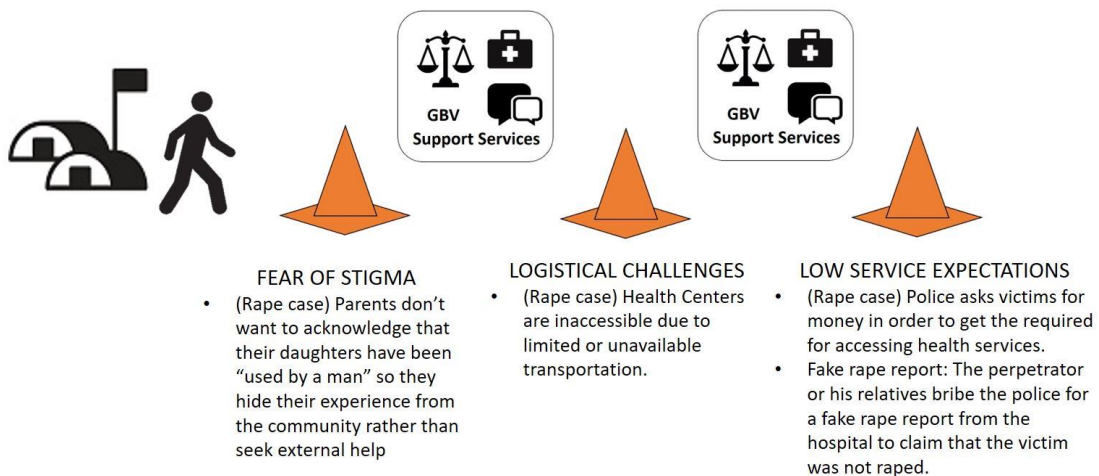 GBV
Support Services
GBV
Support Services
FEAR OF STIGMA
• (Rape case) Parents don’t
want to acknowledge that
their daughters have been
“used by a man” so they
hide their experience from
the community rather than
seek external help
LOGISTICAL CHALLENGES
• (Rape case) Health Centers
are inaccessible due to
limited or unavailable
transportation.
LOW SERVICE EXPECTATIONS
• (Rape case) Police asks victims for
money in order to get the required
for accessing health services.
• Fake rape report: The perpetrator
or his relatives bribe the police for
a fake rape report from the
hospital to claim that the victim
was not raped.